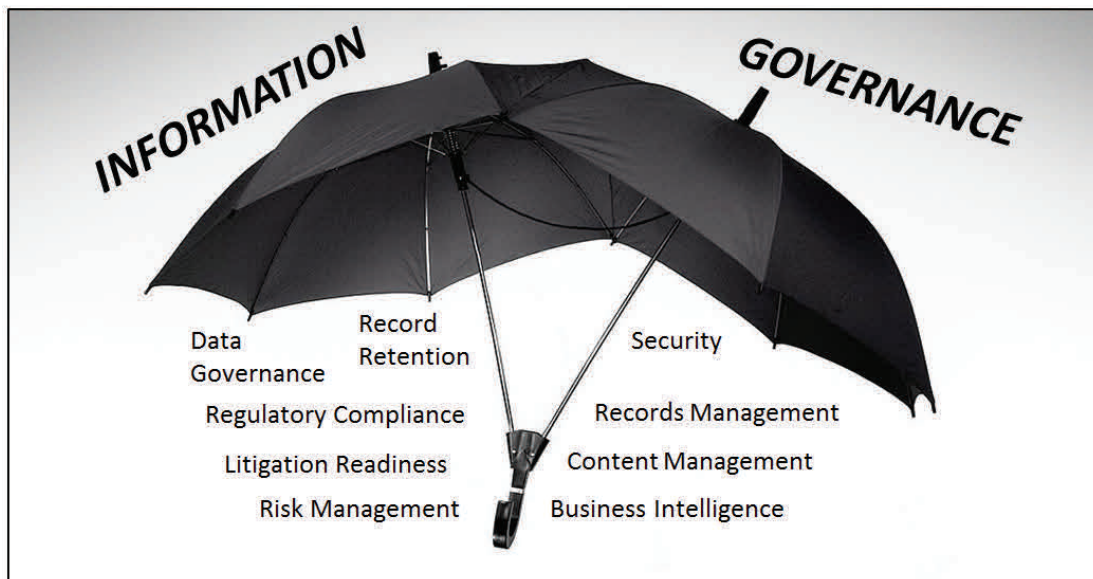 INFORMATION
GOVERNANCE
Data
Governance
Record
Retention
Security
Regulatory Compliance
Records Management
Litigation Readiness
Content Management
Risk Management
Business Intelligence